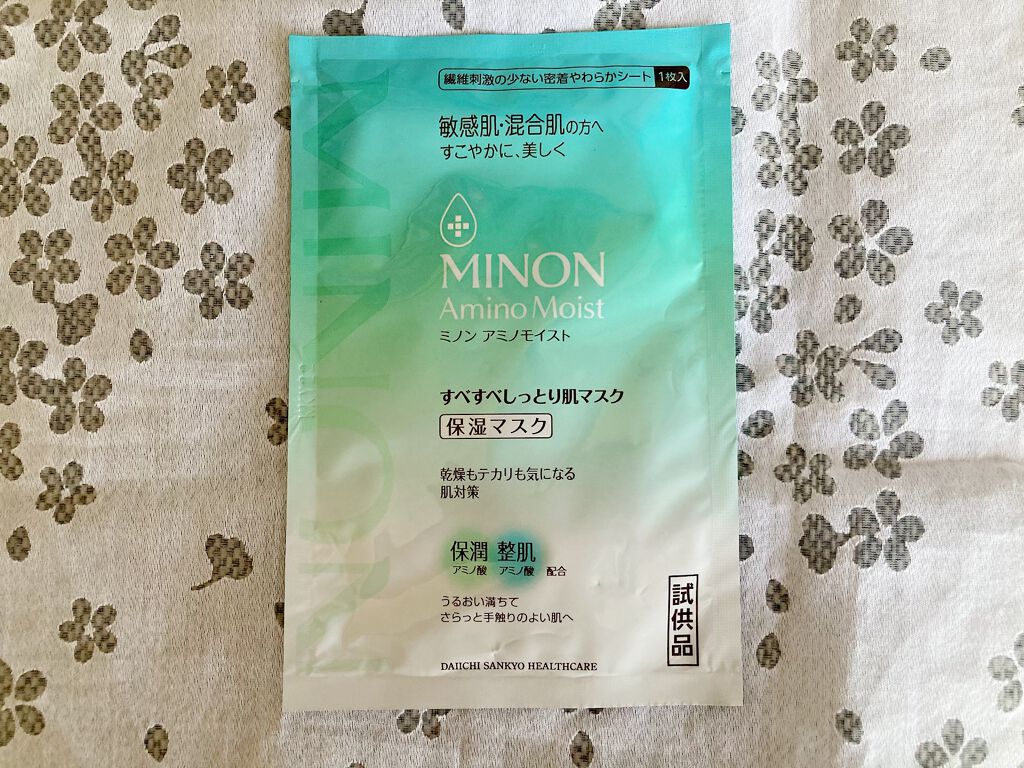 繊維刺激の少ない密着やわらかシート 1枚入
敏感肌・混合肌の方へ
すこやかに、美しく
MINON
MINON
Amino Moist
ミノン アミノモイスト
すべすべしっとり肌マスク
保湿マスク
乾燥もテカリも気になる
肌対策
保潤 整肌
アミノ酸 アミノ酸 配合
うるおい満ちて
さらっと手触りのよい肌へ
試供品
DAIICHI SANKYO HEALTHCARE